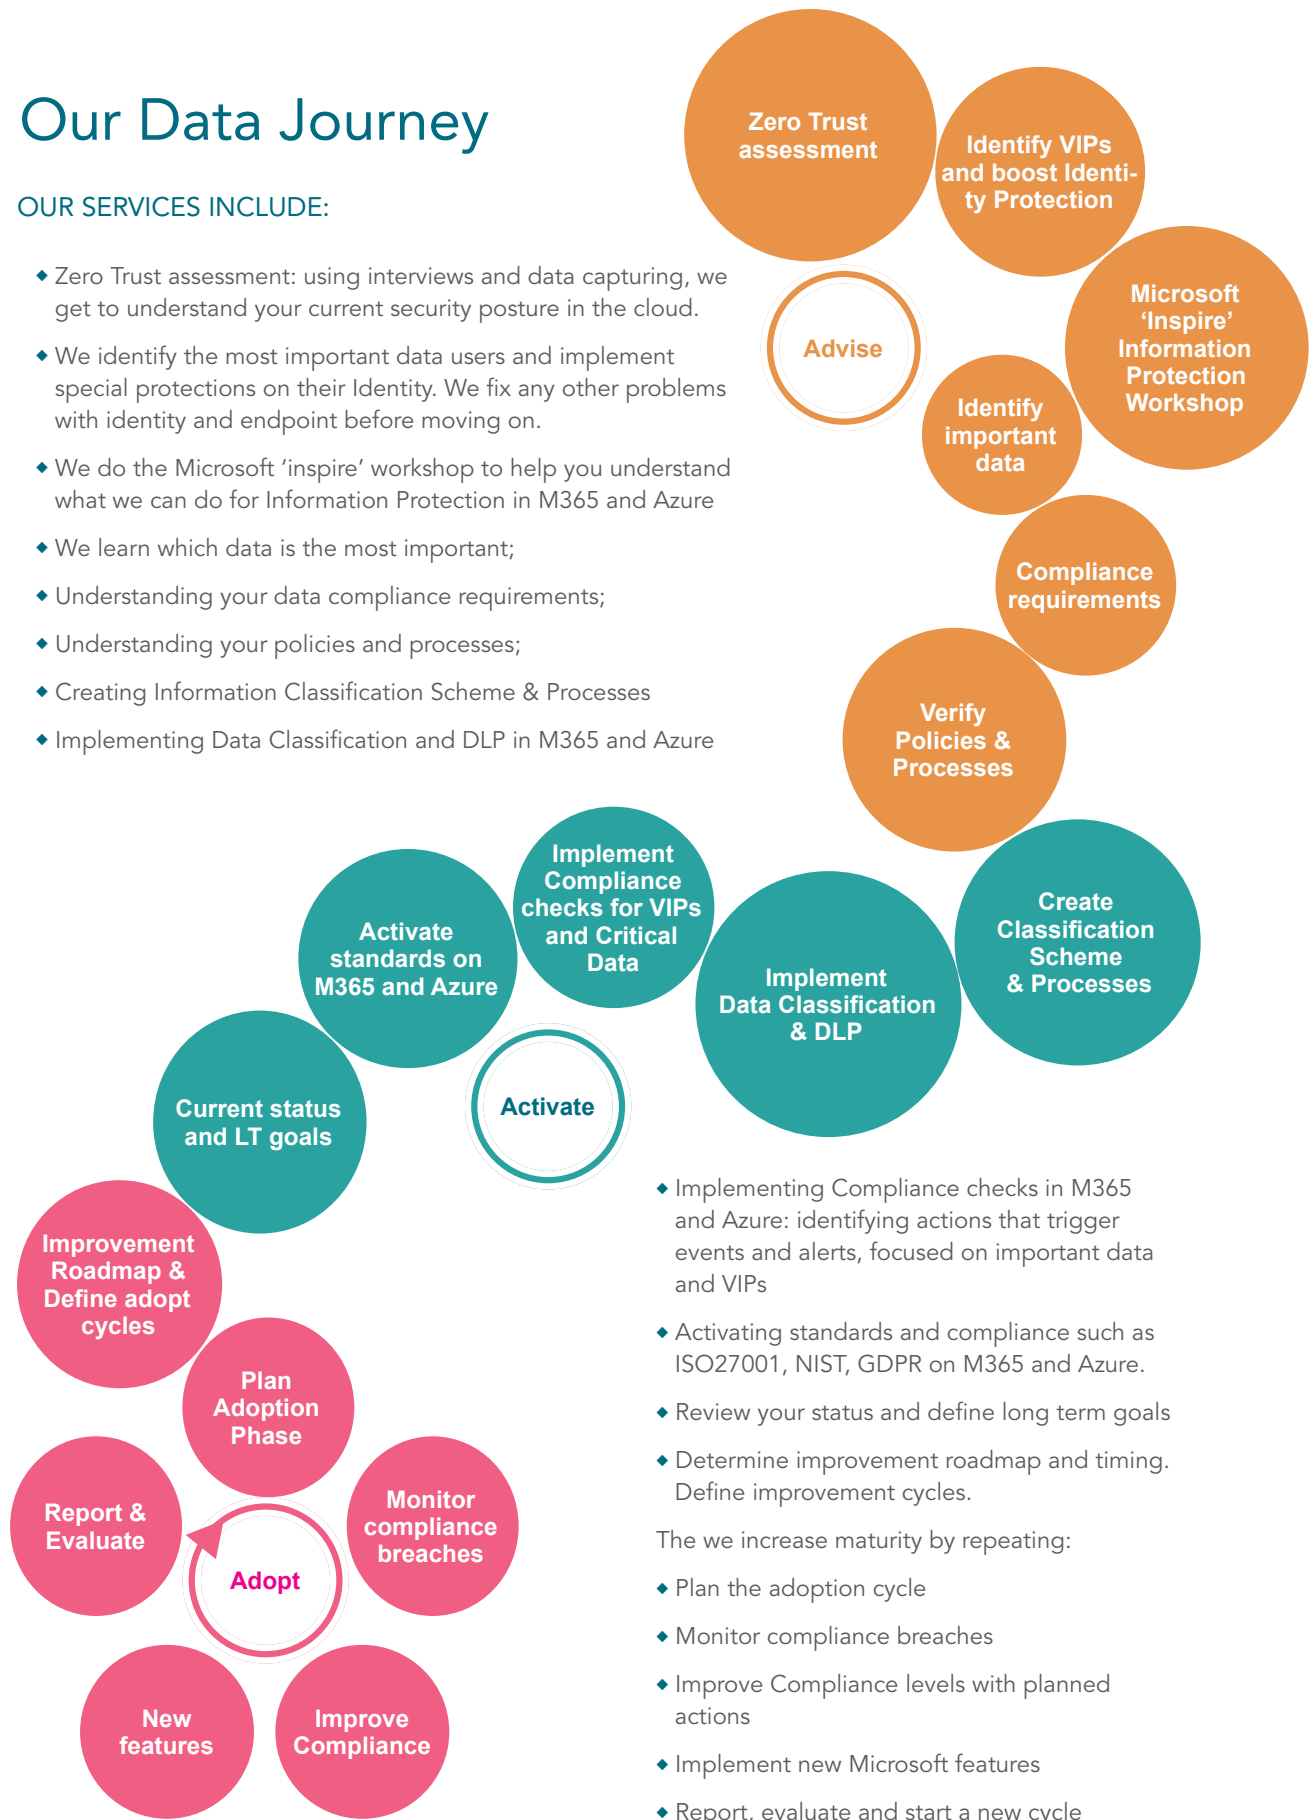 Our Data Journey
OUR SERVICES INCLUDE:
◆ Zero Trust assessment: using interviews and data capturing, we
get to understand your current security posture in the cloud.
◆ We identify the most important data users and implement
special protections on their Identity. We fix any other problems
with identity and endpoint before moving on.
◆ We do the Microsoft ‘inspire’ workshop to help you understand
what we can do for Information Protection in M365 and Azure
◆ We learn which data is the most important;
◆ Understanding your data compliance requirements;
◆ Understanding your policies and processes;
◆ Creating Information Classification Scheme & Processes
◆ Implementing Data Classification and DLP in M365 and Azure
Zero Trust
assessment
Identify VIPs
and boost Identi-
ty Protection
Microsoft
‘Inspire’
Information
Protection
Workshop
Advise
Identify
important
data
Compliance
requirements
Verify
Policies &
Processes
Create
Classification
Scheme
& Processes
Implement
Data Classification
& DLP
Implement
Compliance
checks for VIPs
and Critical
Data
Activate
standards on
M365 and Azure
Activate
Current status
and LT goals
Improvement
Roadmap &
Define adopt
cycles
Plan
Adoption
Phase
Monitor
compliance
breaches
Improve
Compliance
New
features
Report &
Evaluate
Adopt
◆ Implementing Compliance checks in M365
and Azure: identifying actions that trigger
events and alerts, focused on important data
and VIPs
◆ Activating standards and compliance such as
ISO27001, NIST, GDPR on M365 and Azure.
◆ Review your status and define long term goals
◆ Determine improvement roadmap and timing.
Define improvement cycles.
The we increase maturity by repeating:
◆ Plan the adoption cycle
◆ Monitor compliance breaches
◆ Improve Compliance levels with planned
actions
◆ Implement new Microsoft features
◆ Report, evaluate and start a new cycle